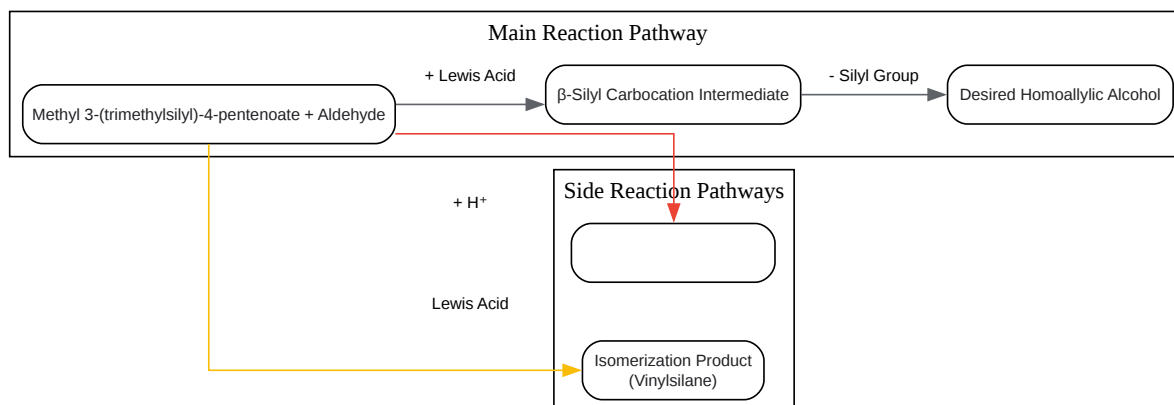 Main Reaction Pathway
+ Lewis Acid
- Silyl Group
Methyl 3-(trimethylsilyl)-4-pentenoate + Aldehyde
β-Silyl Carbocation Intermediate
Desired Homoallylic Alcohol
Side Reaction Pathways
+ H⁺
Lewis Acid
Isomerization Product
(Vinylsilane)